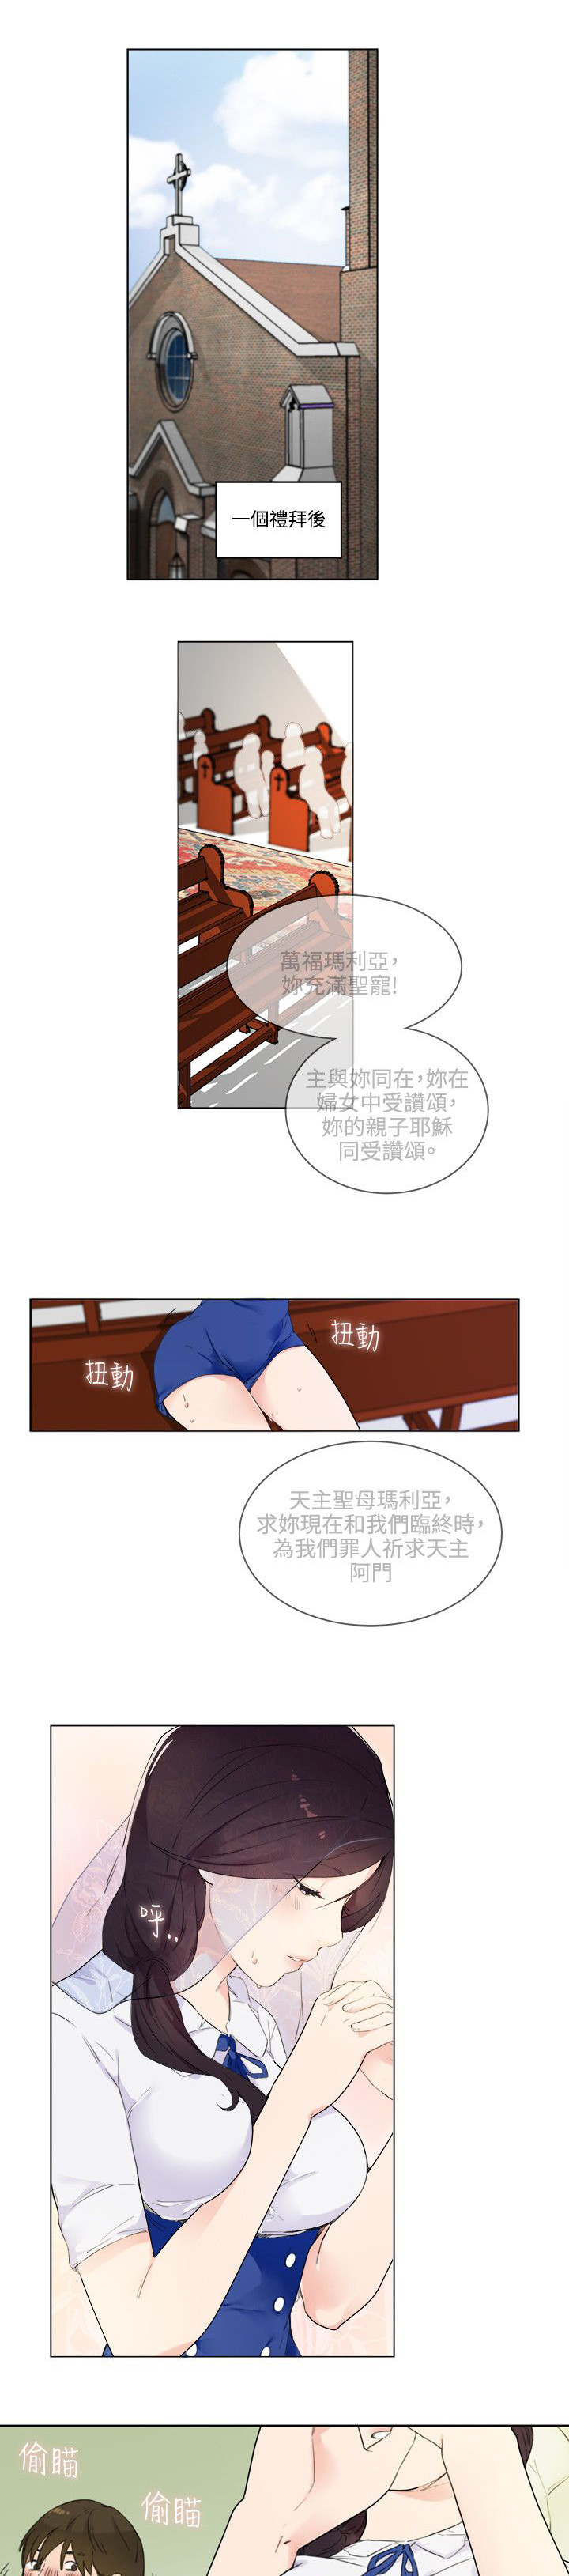 一個禮拜後
萬福瑪利亞，
妳充滿聖寵!
主與妳同在，妳在
婦女中受讚頌，
妳的親子耶穌
同受讚頌。
扭動
扭動
天主聖母瑪利亞，
求妳現在和我們臨終時，
為我們罪人祈求天主
阿門
呼..
偷瞄
偷瞄